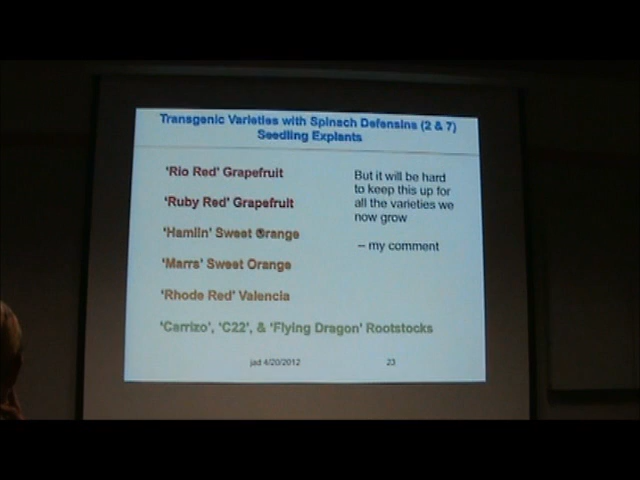 Transgenic Varieties with Spinach Defensins (2 & 7)
Seedling Explants
'Rio Red' Grapefruit
'Ruby Red' Grapefruit
'Hamlin' Sweet Orange
'Marrs' Sweet Orange
'Rhode Red' Valencia
'Carrizo', 'C22', & 'Flying Dragon' Rootstocks
But it will be hard
to keep this up for
all the varieties we
now grow
– my comment
jad 4/20/2012
23